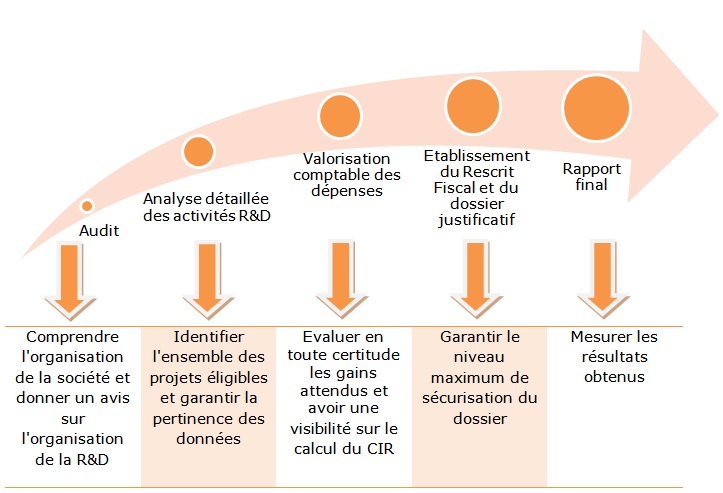 Audit
Analyse détaillée
des activités R&D
Valorisation
comptable des
dépenses
Etablissement
du Rescrit
Fiscal et du
dossier
justificatif
Rapport
final
Comprendre
l'organisation
de la société et
donner un avis
sur
l'organisation
de la R&D
Identifier
l'ensemble des
projets éligibles
et garantir la
pertinence des
données
Evaluer en
toute certitude
les gains
attendus et
avoir une
visibilité sur le
calcul du CIR
Garantir le
niveau
maximum de
sécurisation du
dossier
Mesurer les
résultats
obtenus